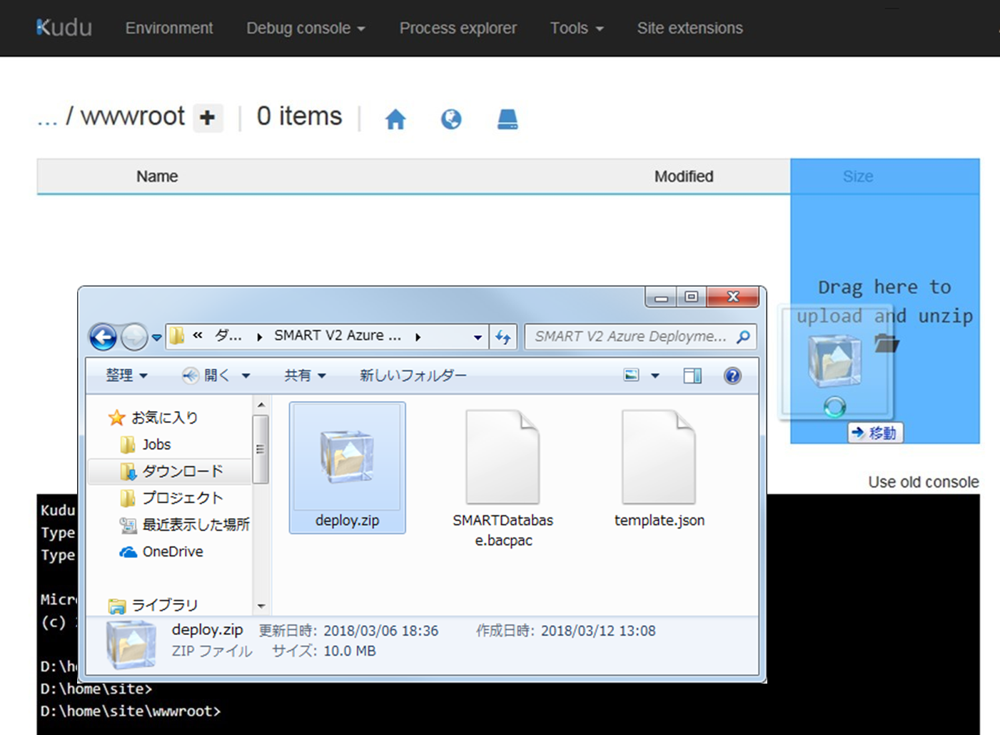 Kudu Environment Debug console Process explorer Tools Site extensions
... / wwwroot + | 0 items |
Name Modified Size
Drag here to
upload and unzip
移動
« ダ... SMART V2 Azure ... SMART V2 Azure Deployme...
整理 開く 共有 新しいフォルダー
お気に入り
Jobs
ダウンロード
プロジェクト
最近表示した場所
OneDrive
ライブラリ
deploy.zip
SMARTDatabas
e.bacpac
template.json
deploy.zip 更新日時: 2018/03/06 18:36 作成日時: 2018/03/12 13:08
ZIP ファイル サイズ: 10.0 MB
Use old console
Kudu
Type
Type
Micr
(c)
D:\h
D:\home\site>
D:\home\site\wwwroot>